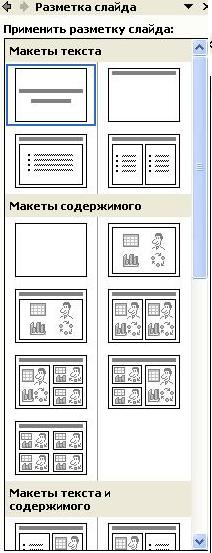 Разметка слайда
Применить разметку слайда:
Макеты текста
Макеты содержимого
Макеты текста и
содержимого